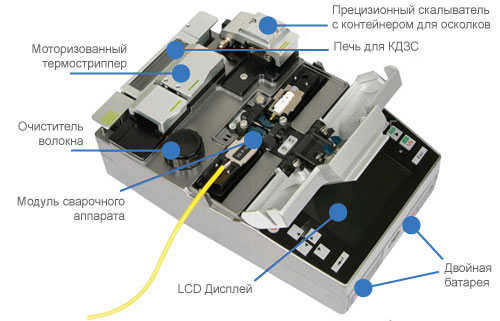 Прецизионный скалыватель
с контейнером для осколков
Моторизованный
термостриппер
Печь для КДЗС
Очиститель
волокна
Модуль сварочного
аппарата
LCD Дисплей
Двойная
батарея